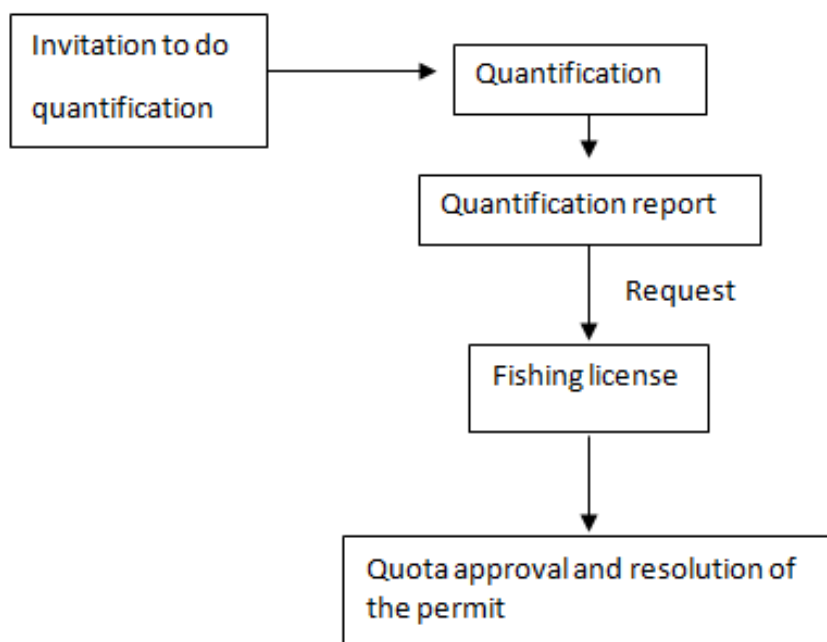 Invitation to do
quantification
Quantification
Quantification report
Request
Fishing license
Quota approval and resolution of
the permit